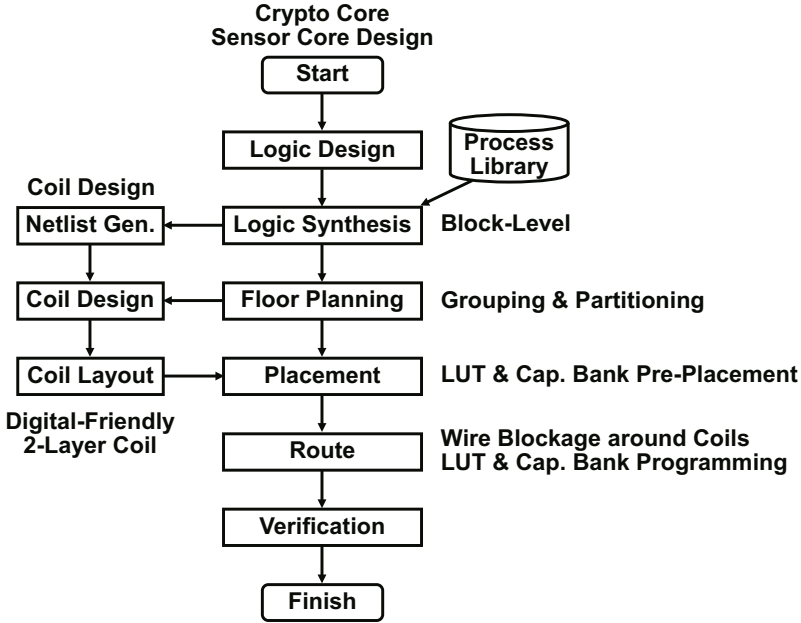 Crypto Core
Sensor Core Design
Start
Logic Design
Process
Library
Coil Design
Netlist Gen.
Logic Synthesis
Block-Level
Coil Design
Floor Planning
Grouping & Partitioning
Coil Layout
Placement
LUT & Cap. Bank Pre-Placement
Digital-Friendly
2-Layer Coil
Route
Wire Blockage around Coils
LUT & Cap. Bank Programming
Verification
Finish